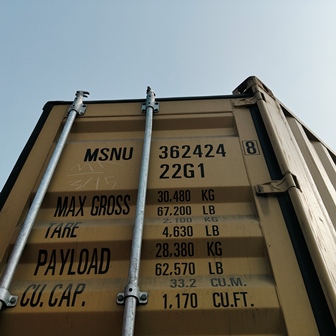 MSNU 362424 8
22G1
MAX GROSS 30,480 KG
67,200 LB
TARE 2,100 KG
4,630 LB
PAYLOAD 28,380 KG
62,570 LB
CU. CAP. 33.2 CU.M.
1,170 CU.FT.